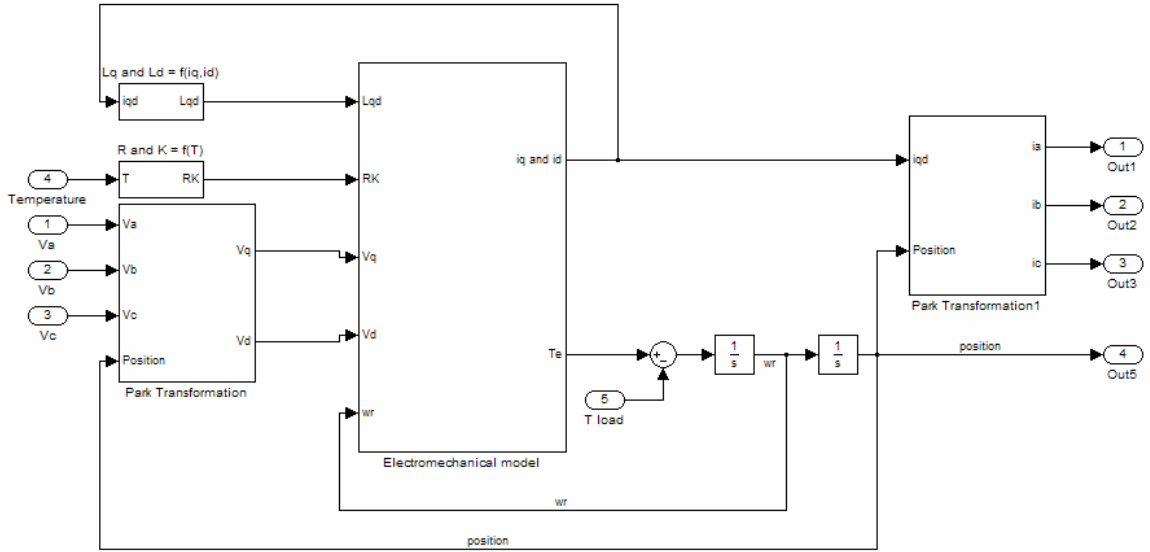 Lq and Ld = f(iq,id)
iqd
Lqd
R and K = f(T)
4
T
RK
Temperature
1
Va
2
Vb
3
Vc
Va
Vb
Vc
Position
Vq
Vd
Park Transformation
Lqd
RK
Vq
Vd
wr
iq and id
Te
Electromechanical model
5
T load
+
−
1
s
wr
1
s
position
iqd
Position
ia
ib
ic
Park Transformation1
1
Out1
2
Out2
3
Out3
4
Out5
wr
position